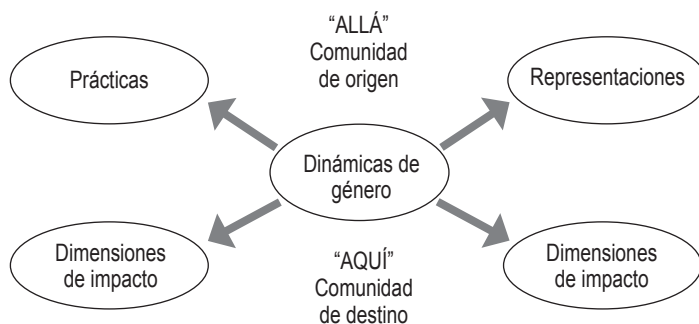 “ALLÁ”
Comunidad
de origen
Prácticas
Representaciones
Dinámicas de
género
Dimensiones
de impacto
“AQUÍ”
Comunidad
de destino
Dimensiones
de impacto